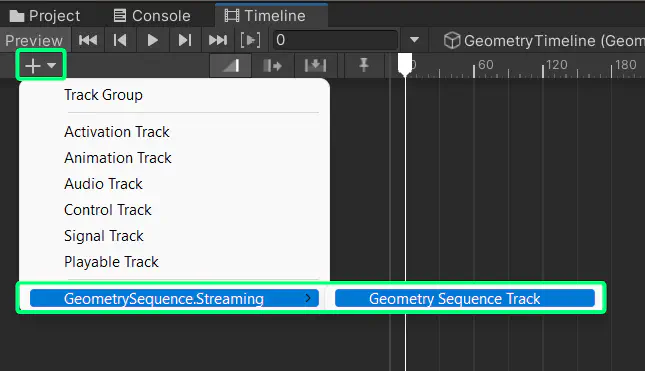 Project Console Timeline
Preview 0 GeometryTimeline (Geom
0 60 120 180
Track Group
Activation Track
Animation Track
Audio Track
Control Track
Signal Track
Playable Track
GeometrySequence.Streaming Geometry Sequence Track